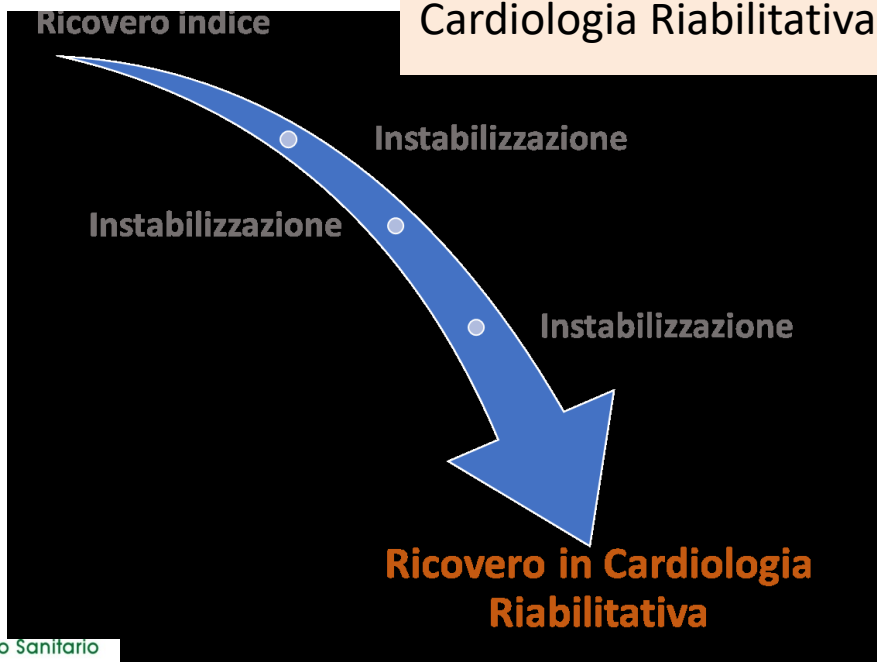 Ricovero indice
Cardiologia Riabilitativa
Instabilizzazione
Instabilizzazione
Instabilizzazione
Ricovero in Cardiologia
Riabilitativa
o Sanitario